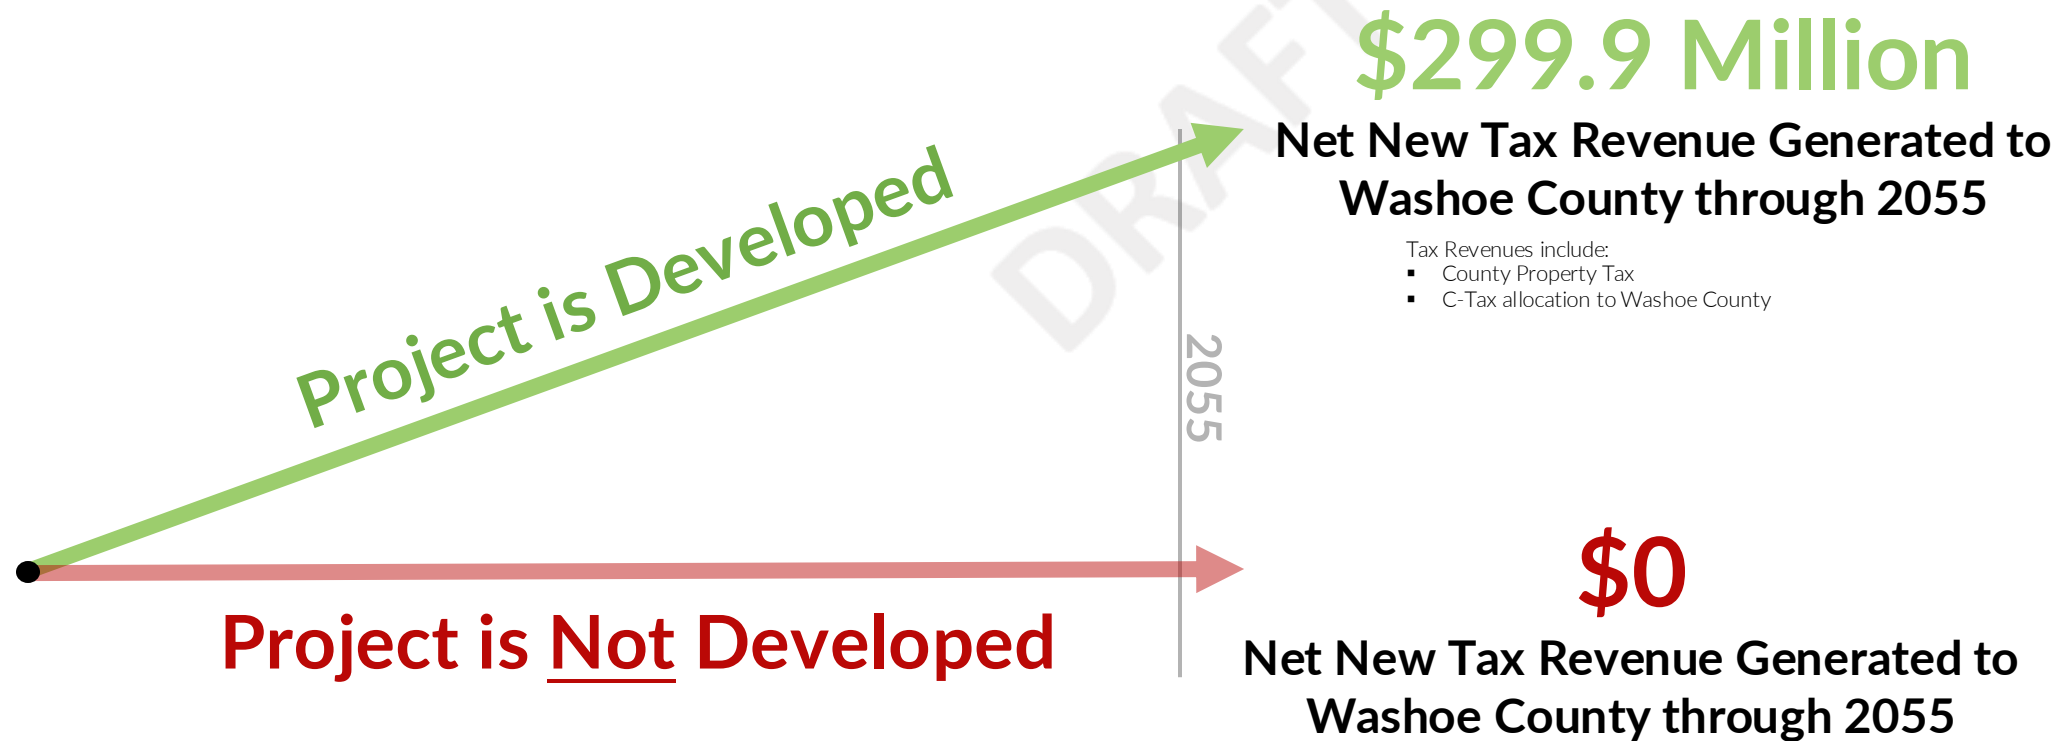 DRAFT
$299.9 Million
Net New Tax Revenue Generated to
Washoe County through 2055
Tax Revenues include:
▪ County Property Tax
▪ C-Tax allocation to Washoe County
Project is Developed
2055
$0
Project is Not Developed
Net New Tax Revenue Generated to
Washoe County through 2055